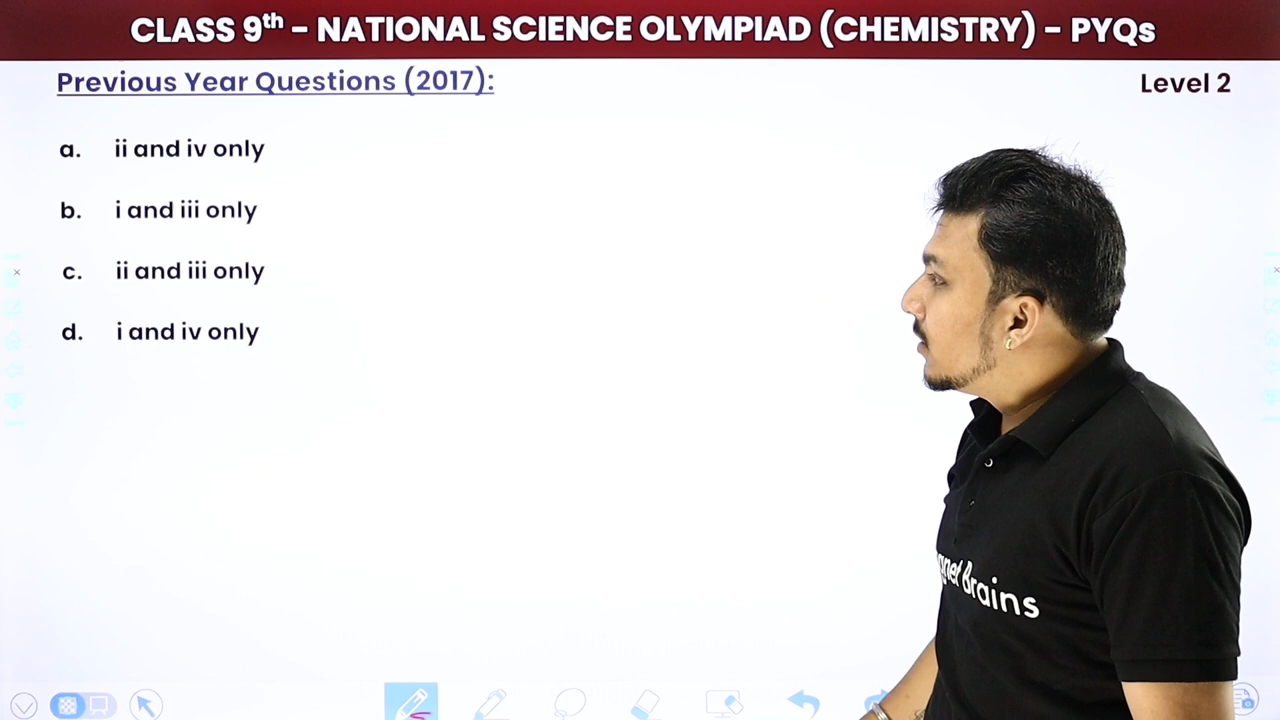 CLASS 9th – NATIONAL SCIENCE OLYMPIAD (CHEMISTRY) – PYQs
Previous Year Questions (2017):
Level 2
a. ii and iv only
b. i and iii only
c. ii and iii only
d. i and iv only
Brains